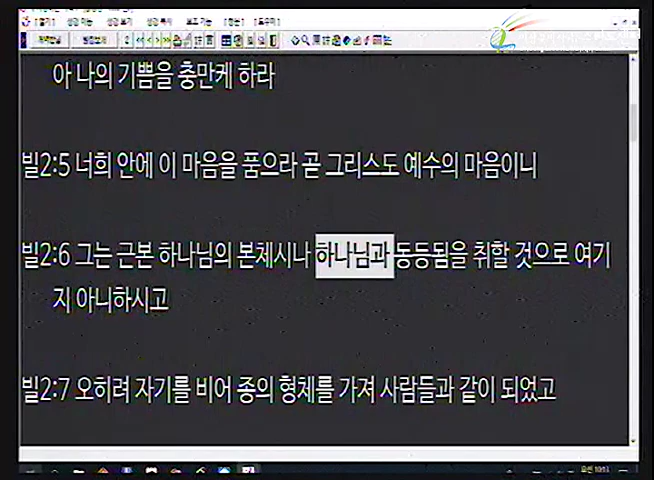 아 나의 기쁨을 충만케 하라
빌2:5 너희 안에 이 마음을 품으라 곧 그리스도 예수의 마음이니
빌2:6 그는 근본 하나님의 본체시나 하나님과 동등됨을 취할 것으로 여기
지 아니하시고
빌2:7 오히려 자기를 비어 종의 형체를 가져 사람들과 같이 되었고